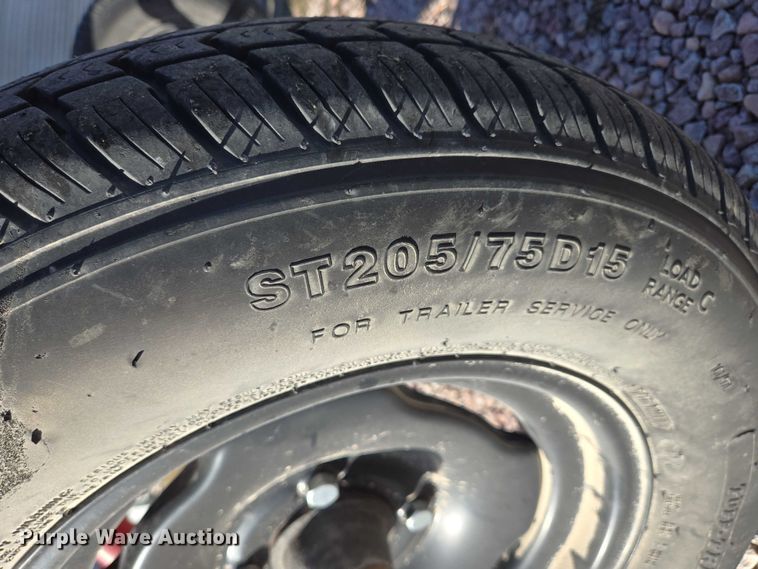 ST205/75D15
LOAD
RANGE C
FOR TRAILER SERVICE ONLY
Purple Wave Auction